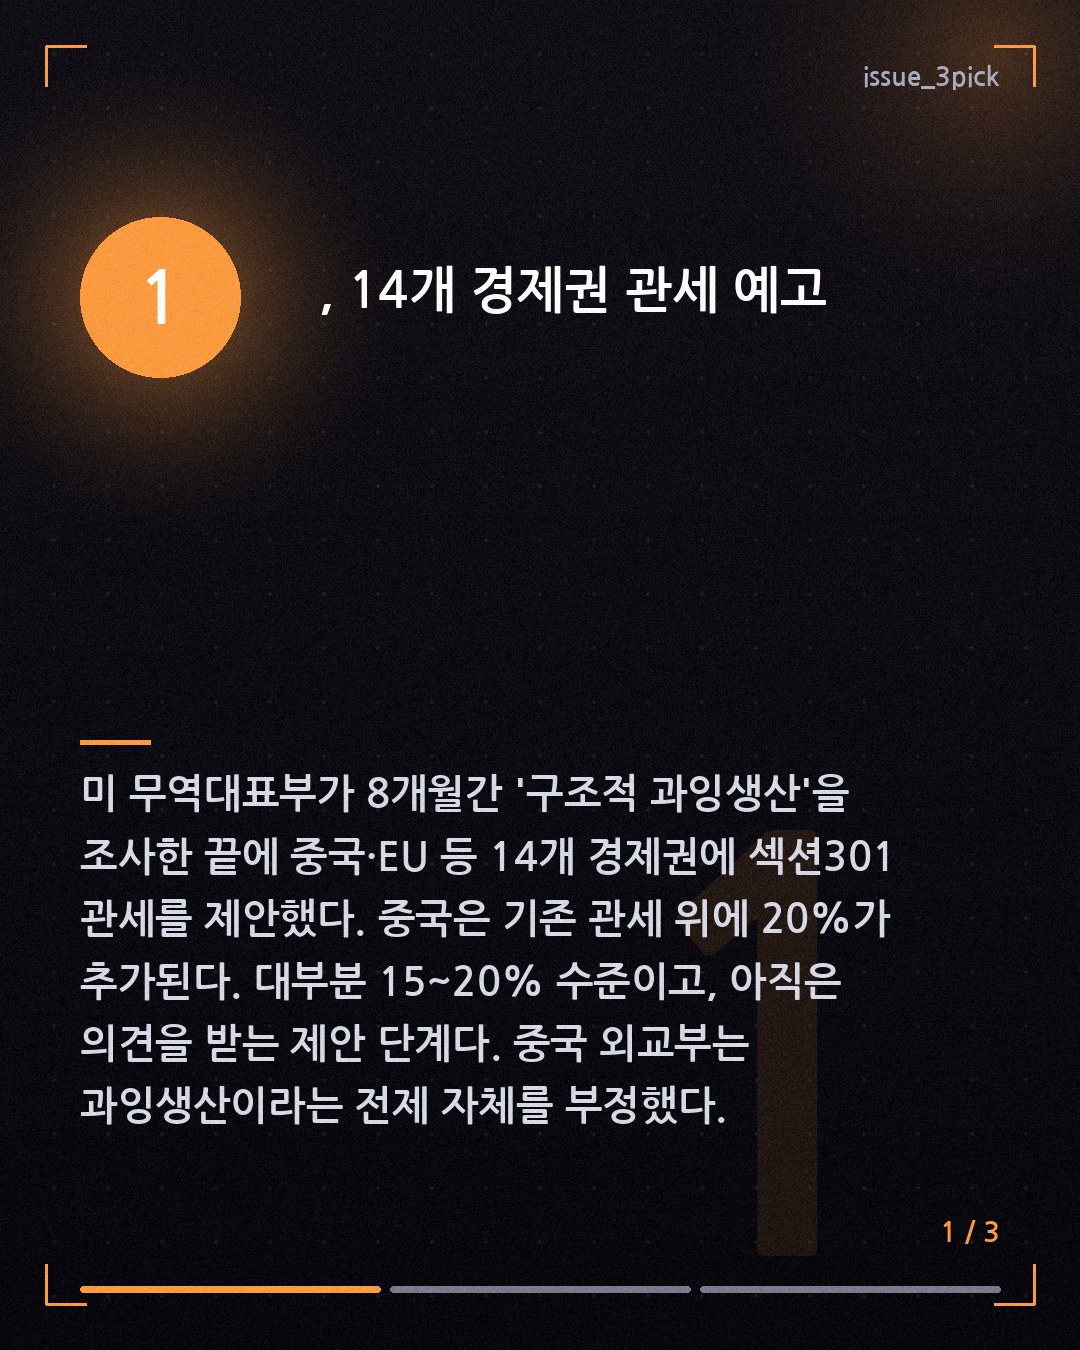 issue_3pick
1
, 14개 경제권 관세 예고
미 무역대표부가 8개월간 '구조적 과잉생산'을
조사한 끝에 중국·EU 등 14개 경제권에 섹션301
관세를 제안했다. 중국은 기존 관세 위에 20%가
추가된다. 대부분 15~20% 수준이고, 아직은
의견을 받는 제안 단계다. 중국 외교부는
과잉생산이라는 전제 자체를 부정했다.
1
1 / 3